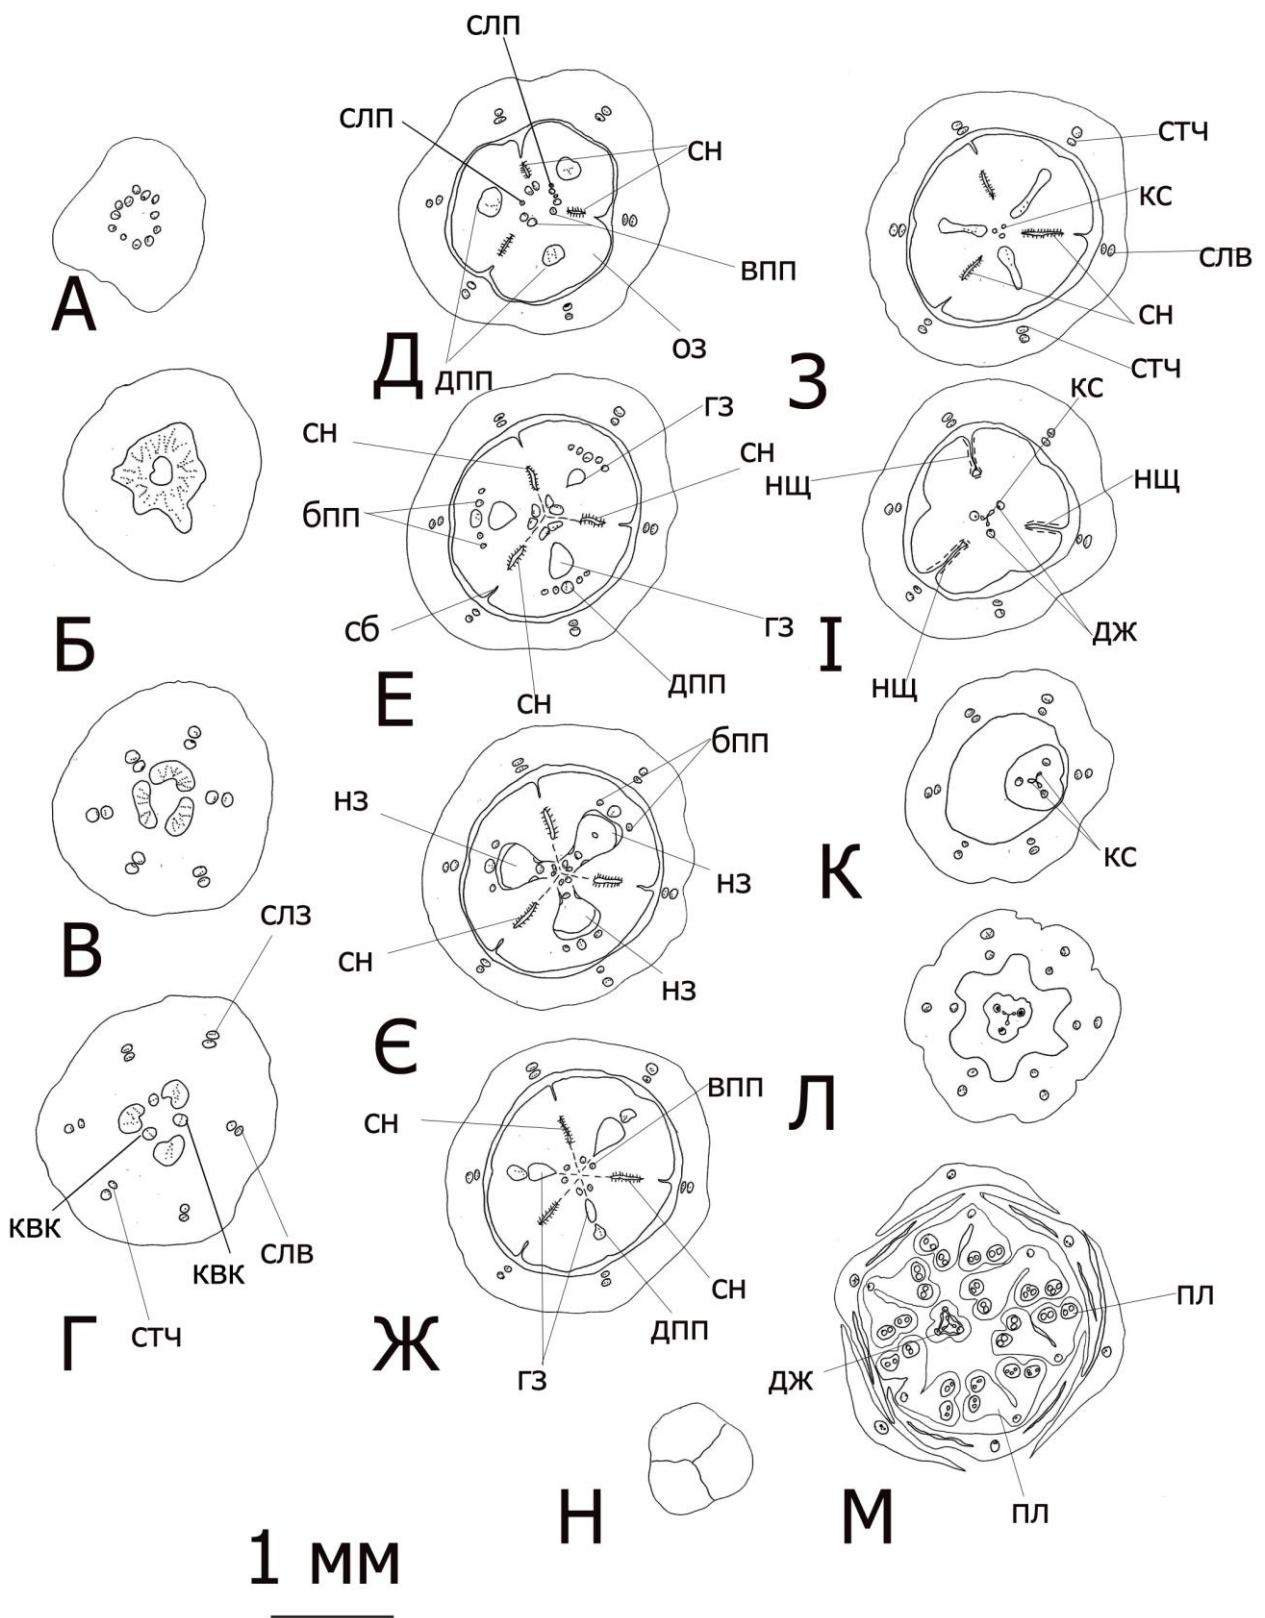 А
Б
В
слз
квк
квк
слв
стч
Г
слп
слп
сн
впп
оз
дпп
Д
сн
гз
сн
бпп
сб
гз
дпп
сн
Е
бпп
нз
нз
сн
нз
Є
впп
сн
сн
дпп
гз
Ж
стч
кс
слв
сн
стч
З
кс
нщ
нщ
дж
нщ
І
кс
К
Л
пл
дж
пл
М
Н
1 мм